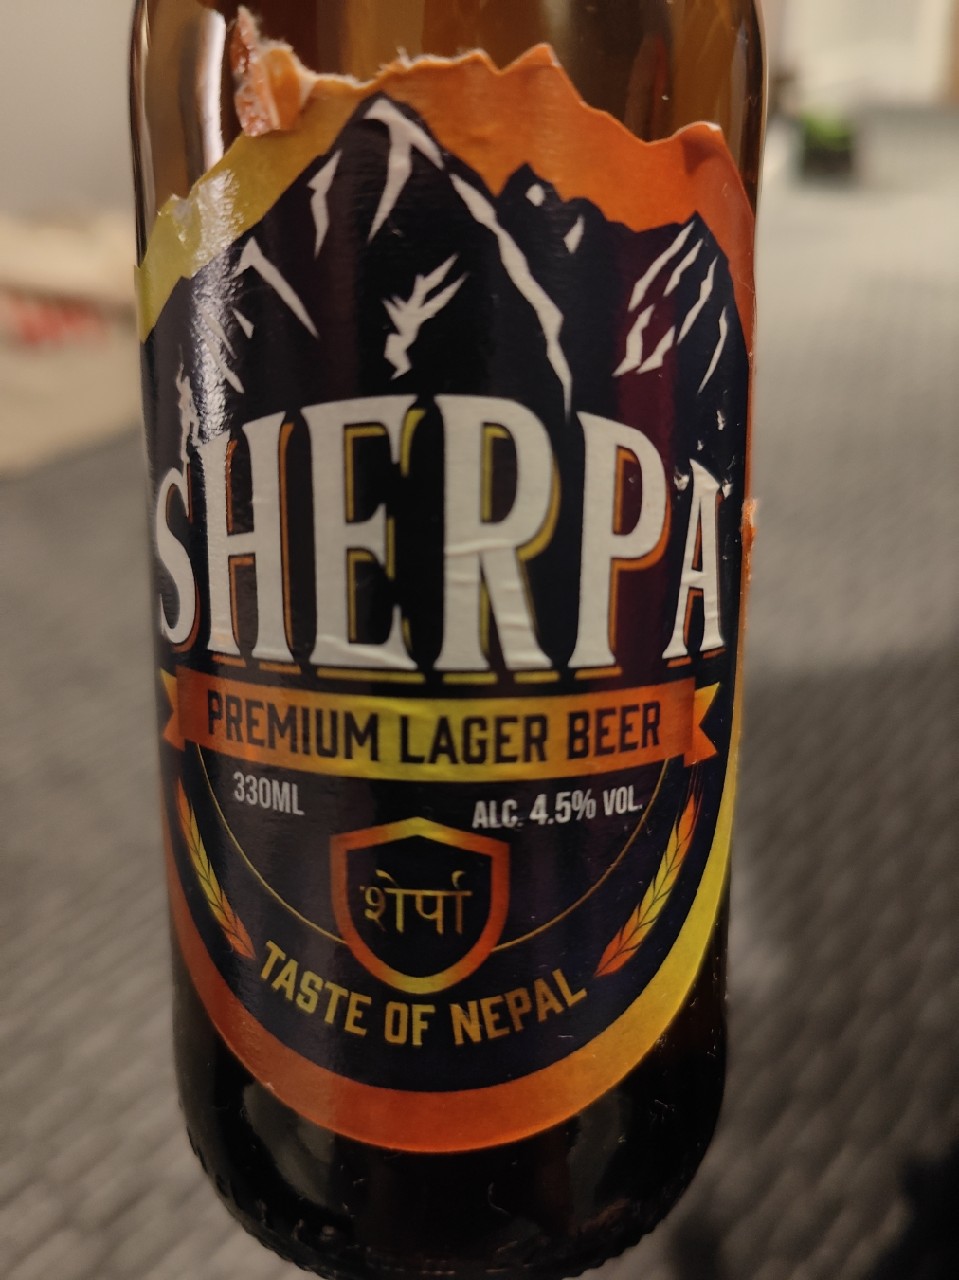 SHERPA
PREMIUM LAGER BEER
330ML
ALC. 4.5% VOL.
शेर्पा
TASTE OF NEPAL